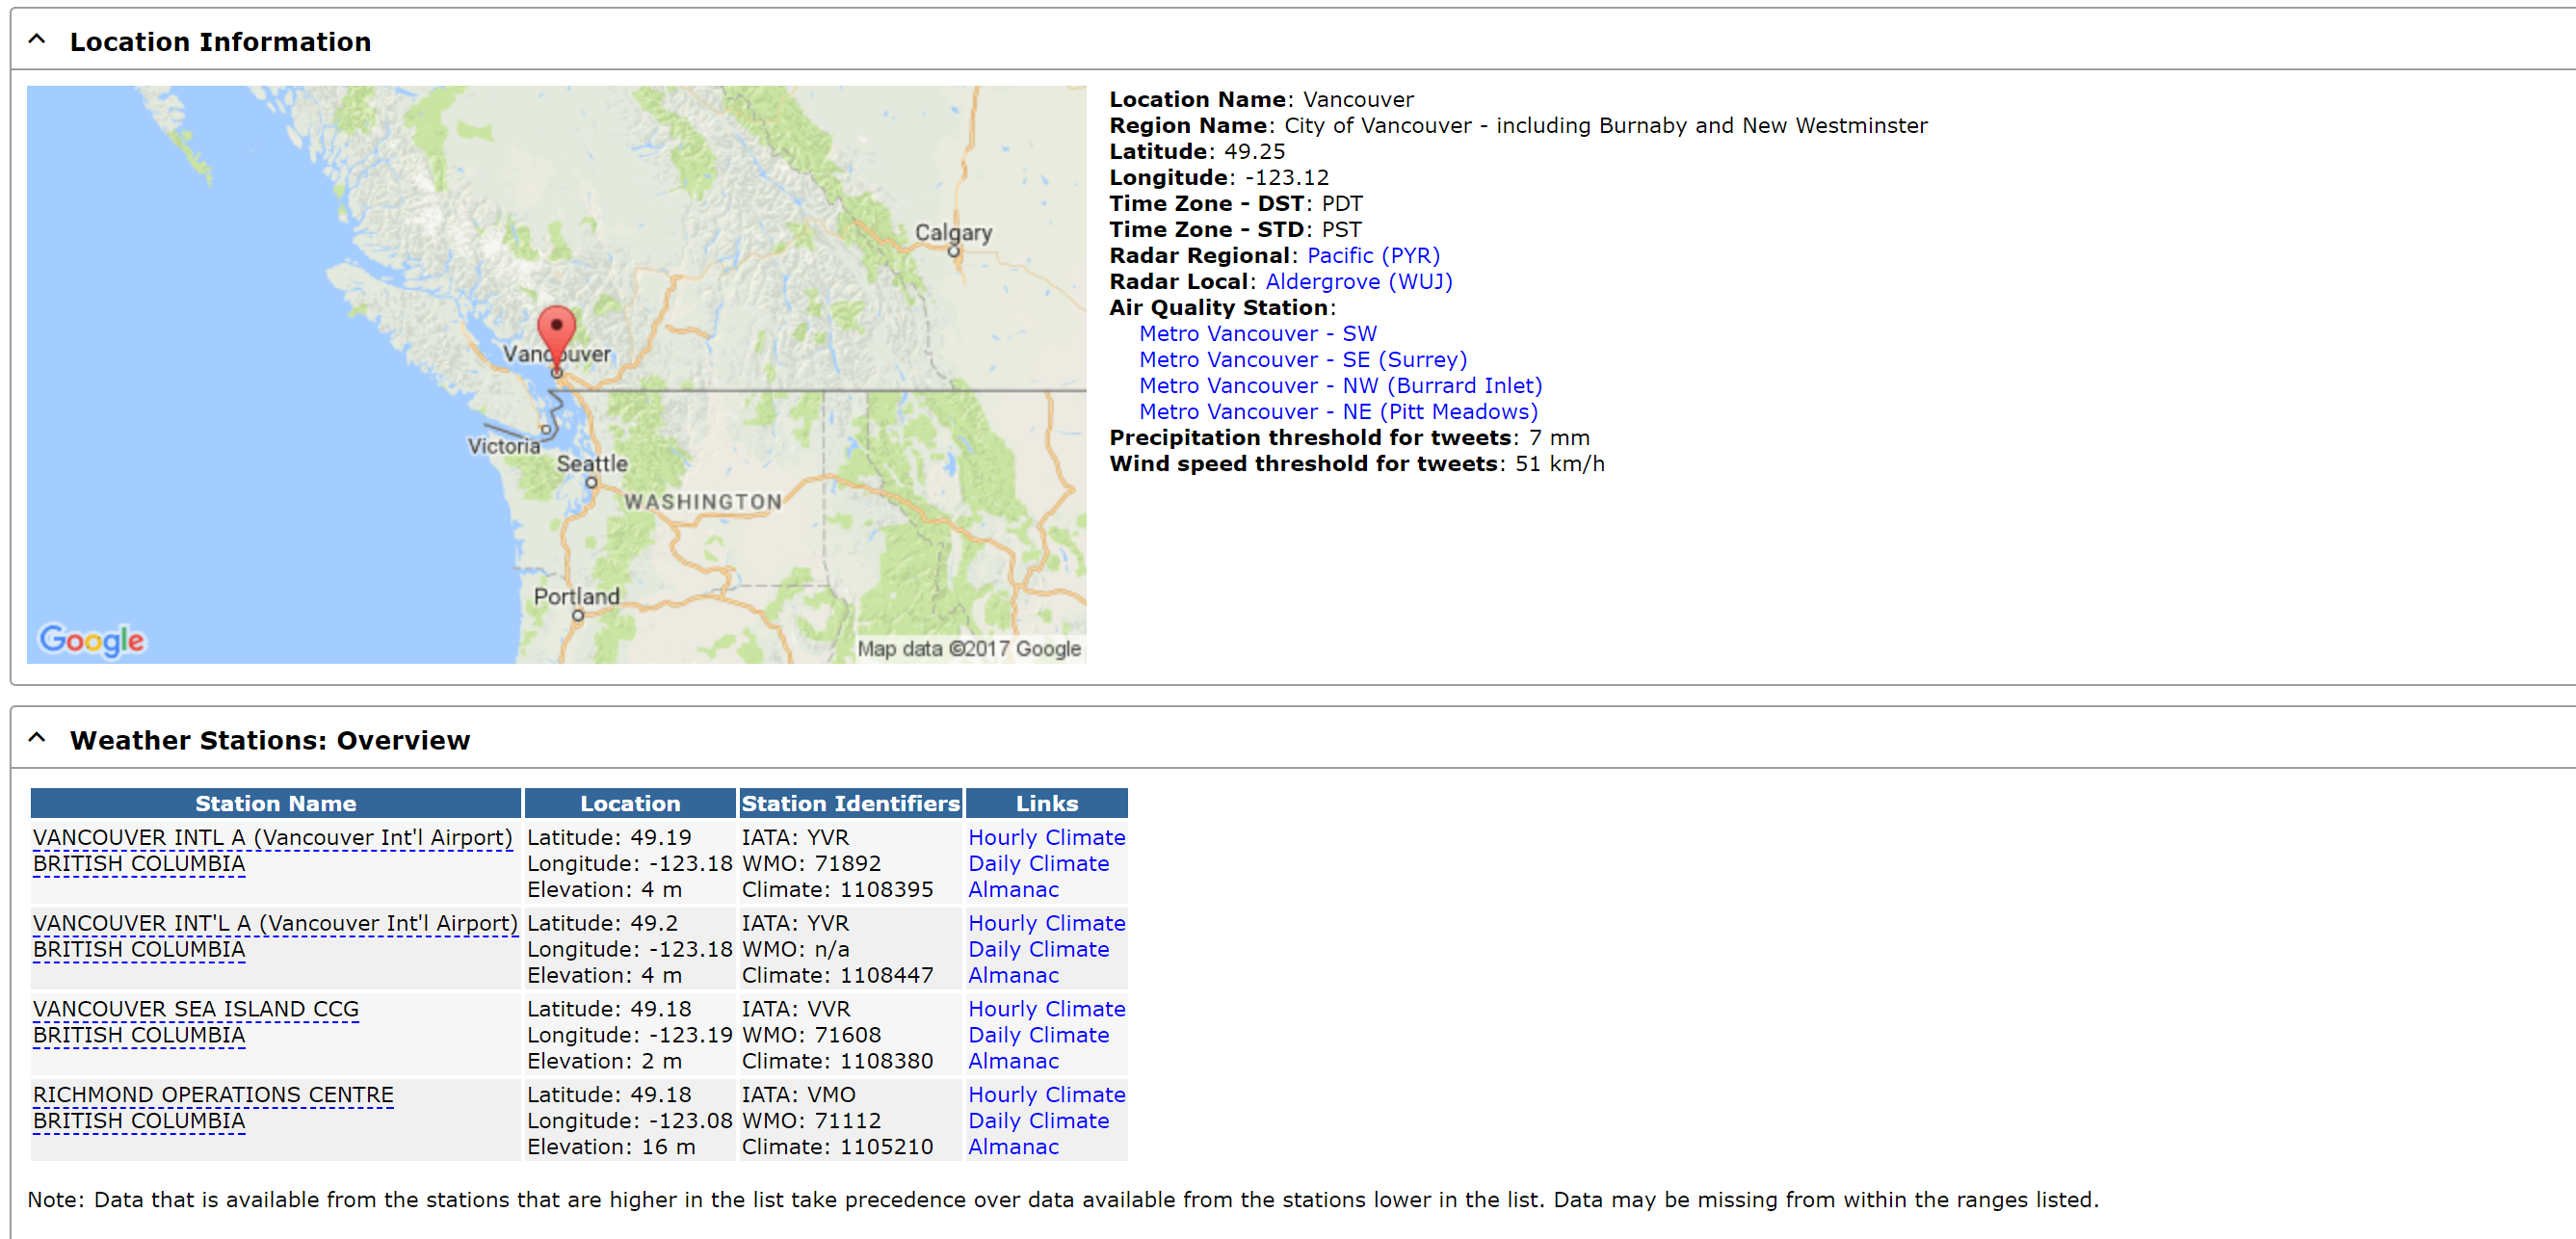 Location Information
Calgary
Vancouver
Victoria
Seattle
WASHINGTON
Portland
Google
Map data ©2017 Google
Location Name: Vancouver
Region Name: City of Vancouver - including Burnaby and New Westminster
Latitude: 49.25
Longitude: -123.12
Time Zone - DST: PDT
Time Zone - STD: PST
Radar Regional: Pacific (PYR)
Radar Local: Aldergrove (WUJ)
Air Quality Station:
Metro Vancouver - SW
Metro Vancouver - SE (Surrey)
Metro Vancouver - NW (Burrard Inlet)
Metro Vancouver - NE (Pitt Meadows)
Precipitation threshold for tweets: 7 mm
Wind speed threshold for tweets: 51 km/h
Weather Stations: Overview
Station Name Location Station Identifiers Links
VANCOUVER INTL A (Vancouver Int'l Airport) Latitude: 49.19 IATA: YVR Hourly Climate
BRITISH COLUMBIA Longitude: -123.18 WMO: 71892 Daily Climate
Elevation: 4 m Climate: 1108395 Almanac
VANCOUVER INT'L A (Vancouver Int'l Airport) Latitude: 49.2 IATA: YVR Hourly Climate
BRITISH COLUMBIA Longitude: -123.18 WMO: n/a Daily Climate
Elevation: 4 m Climate: 1108447 Almanac
VANCOUVER SEA ISLAND CCG Latitude: 49.18 IATA: VVR Hourly Climate
BRITISH COLUMBIA Longitude: -123.19 WMO: 71608 Daily Climate
Elevation: 2 m Climate: 1108380 Almanac
RICHMOND OPERATIONS CENTRE Latitude: 49.18 IATA: VMO Hourly Climate
BRITISH COLUMBIA Longitude: -123.08 WMO: 71112 Daily Climate
Elevation: 16 m Climate: 1105210 Almanac
Note: Data that is available from the stations that are higher in the list take precedence over data available from the stations lower in the list. Data may be missing from within the ranges listed.